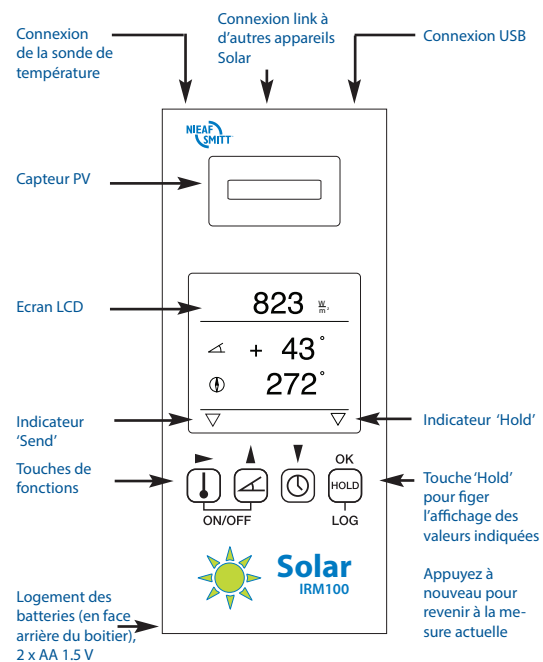 Connexion
de la sonde de
température
Connexion link à
d'autres appareils
Solar
Connexion USB
NIEAF
SMITT
Capteur PV
Ecran LCD
823 W/m²
+ 43°
272°
Indicateur
'Send'
Indicateur 'Hold'
Touches de
fonctions
OK
HOLD
ON/OFF
LOG
Touche 'Hold'
pour figer
l'affichage des
valeurs indiquées
Solar
IRM100
Appuyez à
nouveau pour
revenir à la me-
sure actuelle
Logement des
batteries (en face
arrière du boitier),
2 x AA 1.5 V